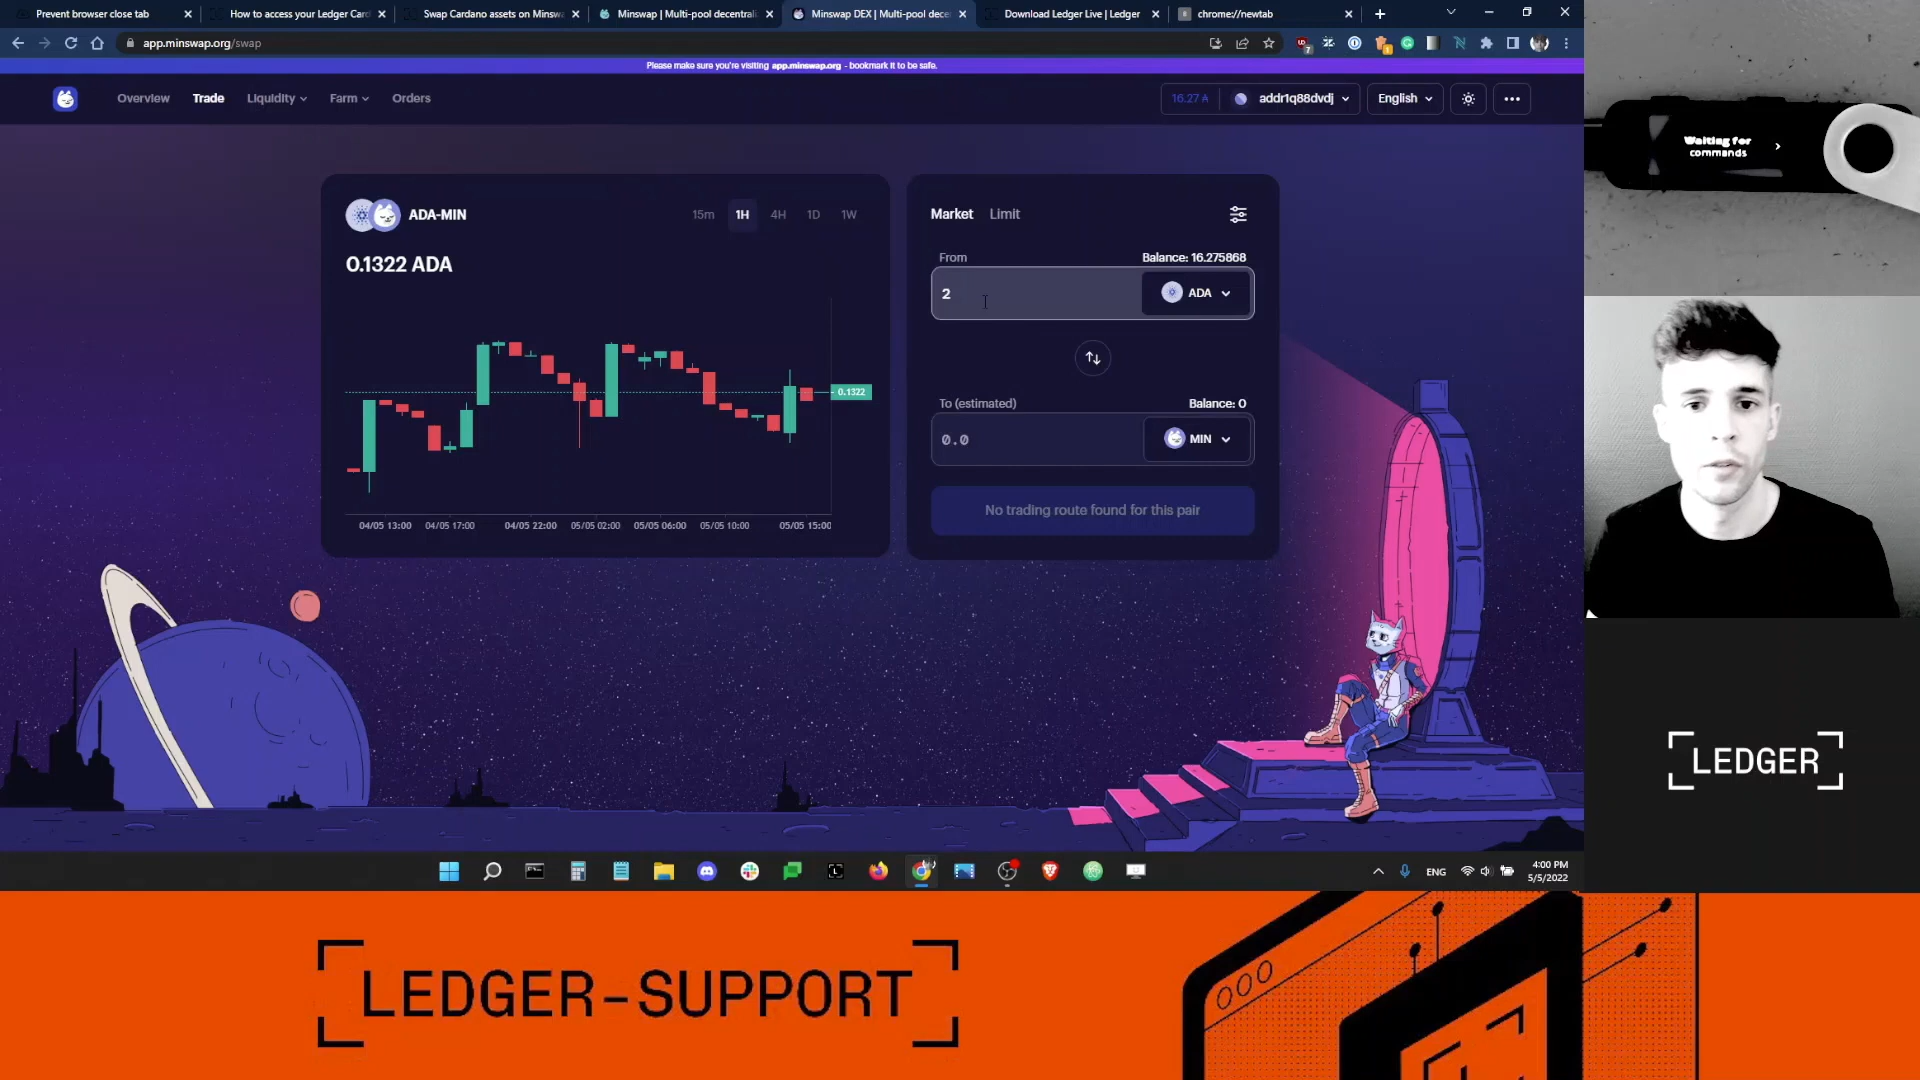 Prevent browser close tab
How to access your Ledger Card
Swap Cardano assets on Minsw
Minswap | Multi-pool decentrali
Minswap DEX | Multi-pool dece
Download Ledger Live | Ledger
chrome://newtab
app.minswap.org/swap
Please make sure you're visiting app.minswap.org - bookmark it to be safe.
Overview
Trade
Liquidity
Farm
Orders
16.27 ₳
addr1q88dvdj
English
ADA-MIN
15m
1H
4H
1D
1W
0.1322 ADA
0.1322
04/05 13:00
04/05 17:00
04/05 22:00
05/05 02:00
05/05 06:00
05/05 10:00
05/05 15:00
Market
Limit
From
Balance: 16.275868
2
ADA
To (estimated)
Balance: 0
0.0
MIN
No trading route found for this pair
Waiting for
commands
LEDGER
ENG
4:00 PM
5/5/2022
LEDGER-SUPPORT